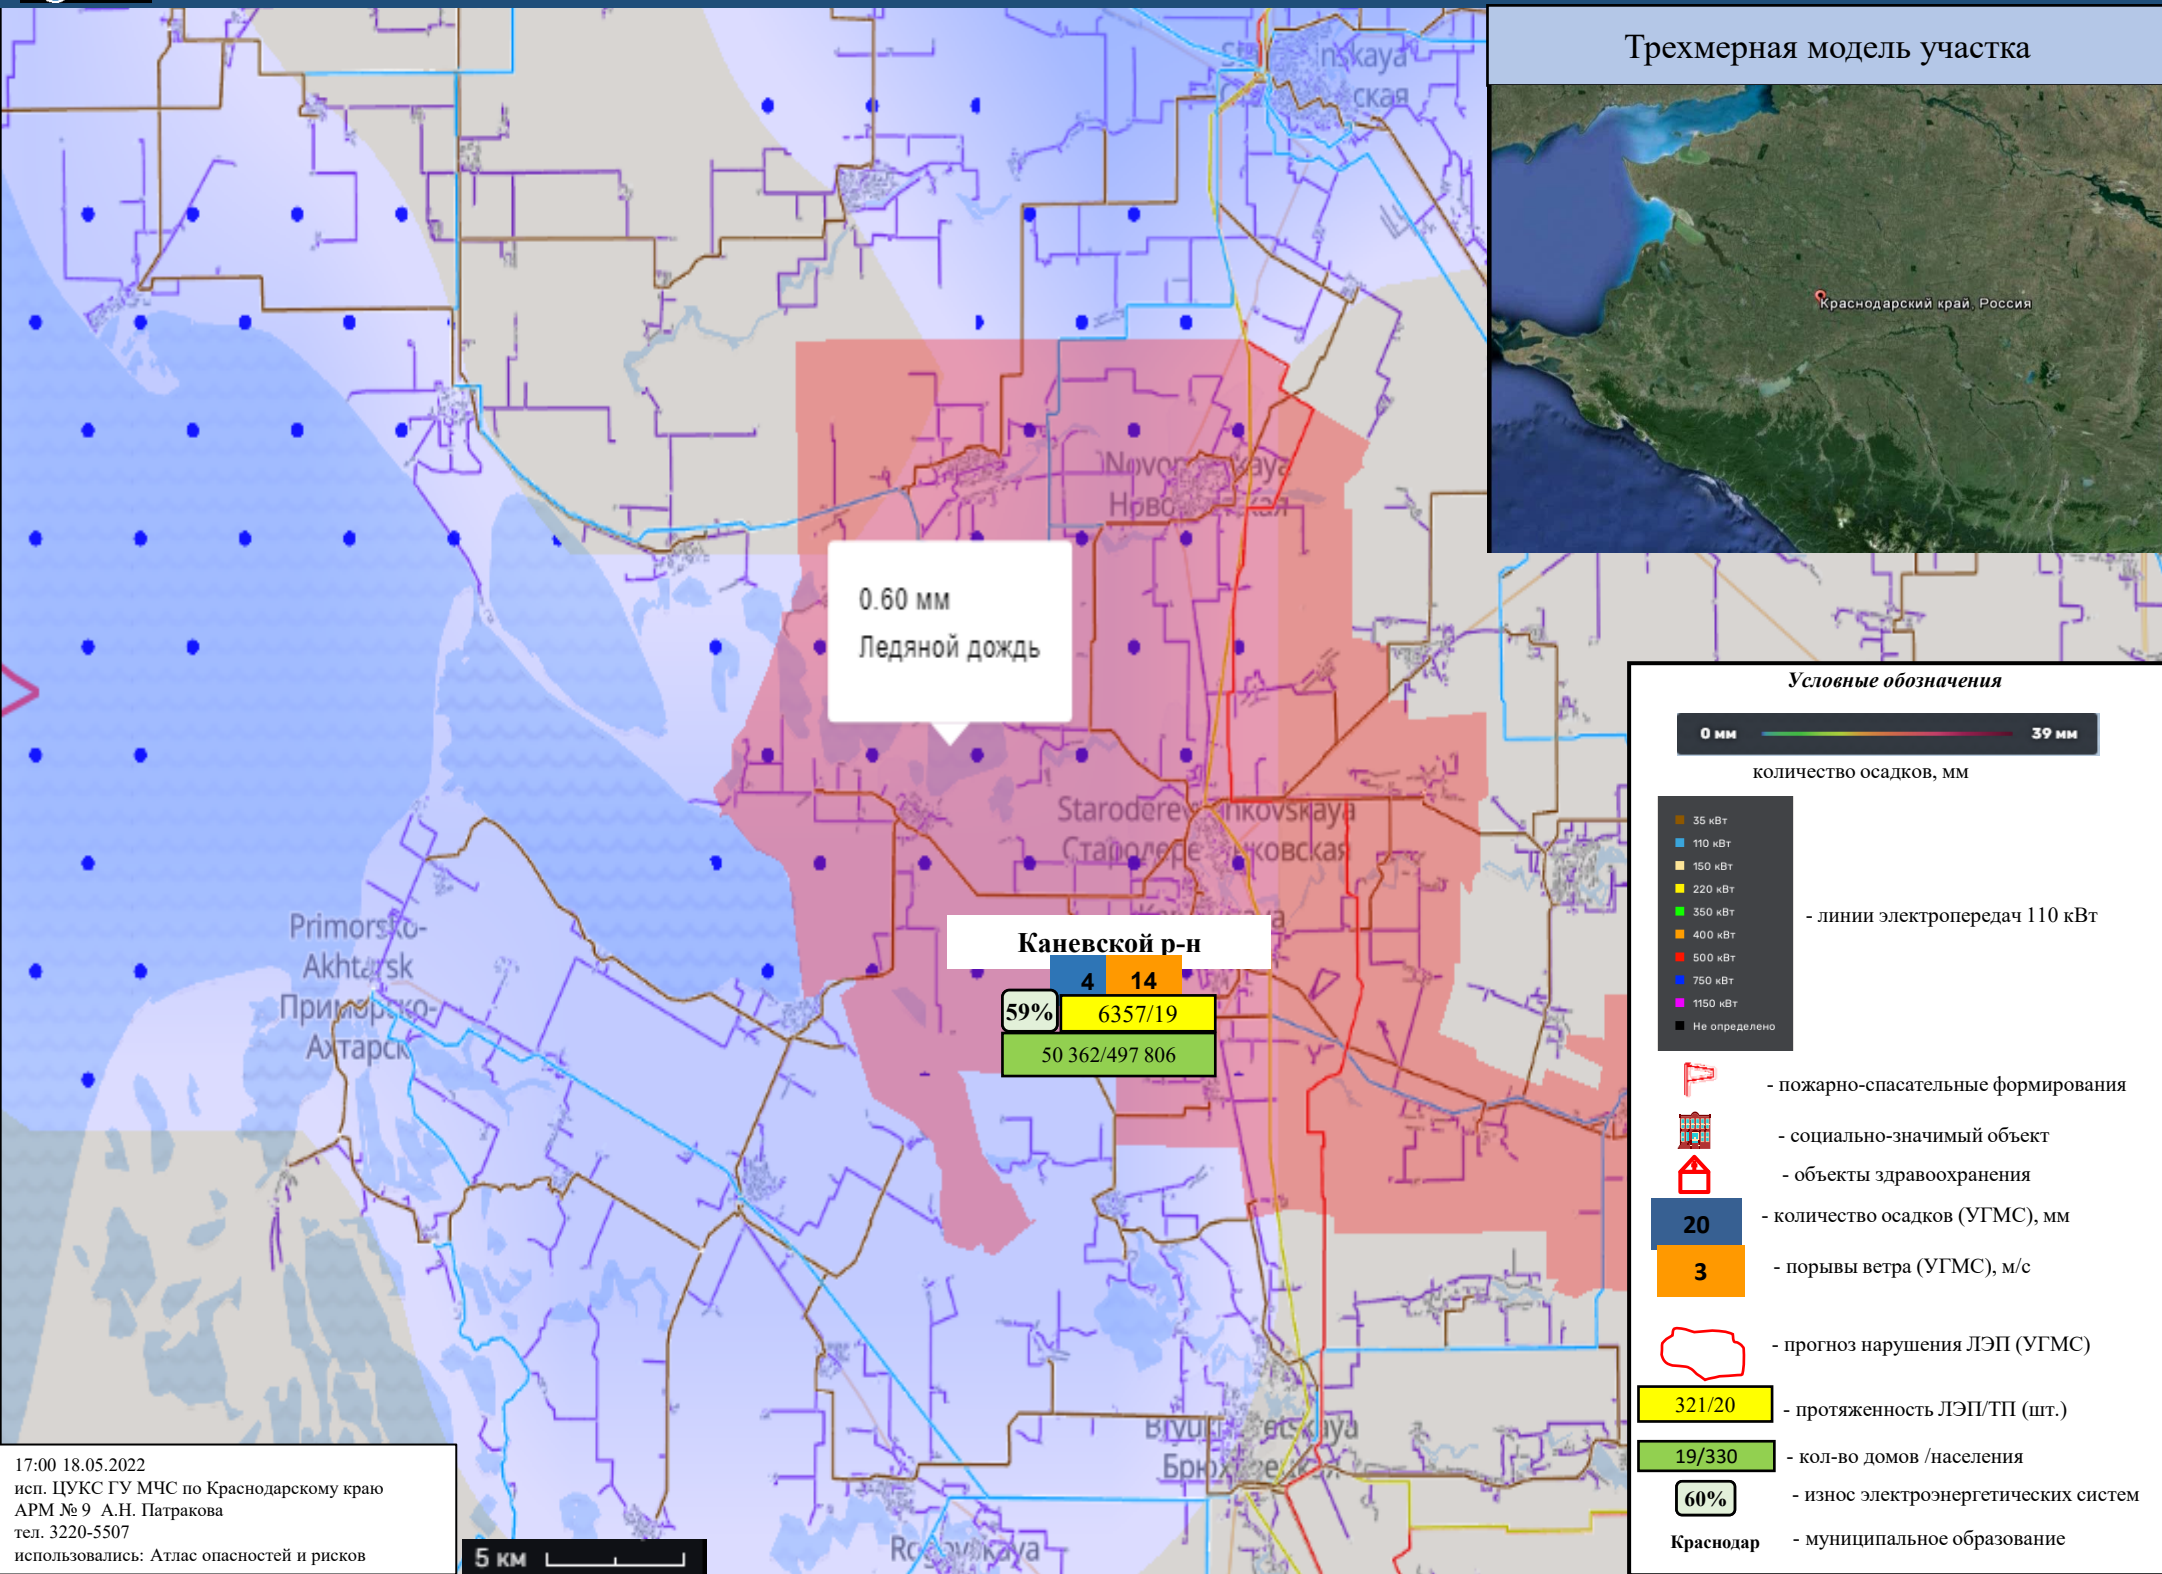 Трехмерная модель участка
Краснодарский край, Россия
0.60 мм
Ледяной дождь
Staroderev nkovskaya
Стародере ковская
Каневской р-н
4 14
59% 6357/19
50 362/497 806
Primorsko-
Akhtarsk
Приморско-
Ахтарск
Условные обозначения
0 мм 39 мм
количество осадков, мм
35 кВт
110 кВт
150 кВт
220 кВт
350 кВт
400 кВт
500 кВт
750 кВт
1150 кВт
Не определено
- линии электропередач 110 кВт
- пожарно-спасательные формирования
- социально-значимый объект
- объекты здравоохранения
20 - количество осадков (УГМС), мм
3 - порывы ветра (УГМС), м/с
- прогноз нарушения ЛЭП (УГМС)
321/20 - протяженность ЛЭП/ТП (шт.)
19/330 - кол-во домов /населения
60% - износ электроэнергетических систем
Краснодар - муниципальное образование
17:00 18.05.2022
исп. ЦУКС ГУ МЧС по Краснодарскому краю
АРМ № 9 А.Н. Патракова
тел. 3220-5507
использовались: Атлас опасностей и рисков
5 км